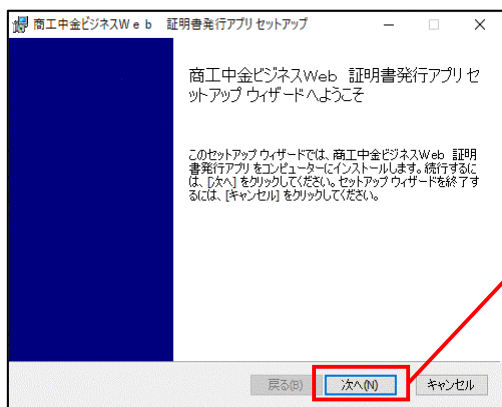 商工中金ビジネスＷｅｂ　証明書発行アプリ セットアップ
商工中金ビジネスWeb　証明書発行アプリ セ
ットアップ ウィザードへようこそ
このセットアップ ウィザードでは、商工中金ビジネスWeb　証明
書発行アプリ をコンピューターにインストールします。続行するに
は、[次へ] をクリックしてください。セットアップ ウィザードを終了す
るには、[キャンセル] をクリックしてください。
戻る(B)
次へ(N)
キャンセル